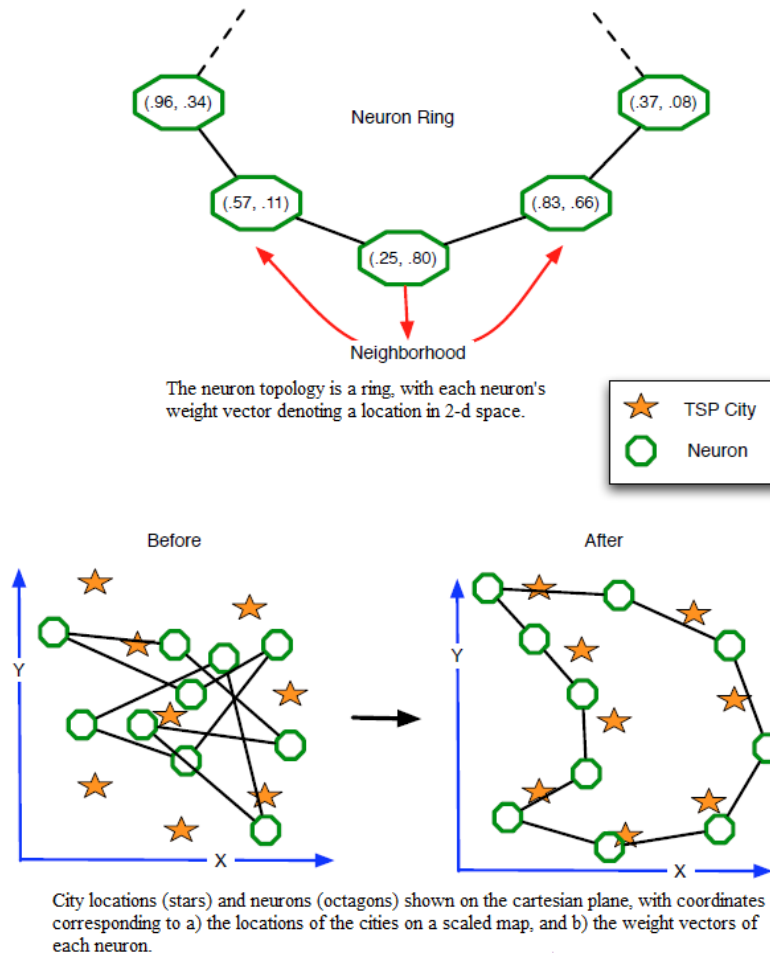 (.96, .34)
(.37, .08)
Neuron Ring
(.57, .11)
(.83, .66)
(.25, .80)
Neighborhood
The neuron topology is a ring, with each neuron's
weight vector denoting a location in 2-d space.
TSP City
Neuron
Before
After
Y
Y
X
X
City locations (stars) and neurons (octagons) shown on the cartesian plane, with coordinates
corresponding to a) the locations of the cities on a scaled map, and b) the weight vectors of
each neuron.